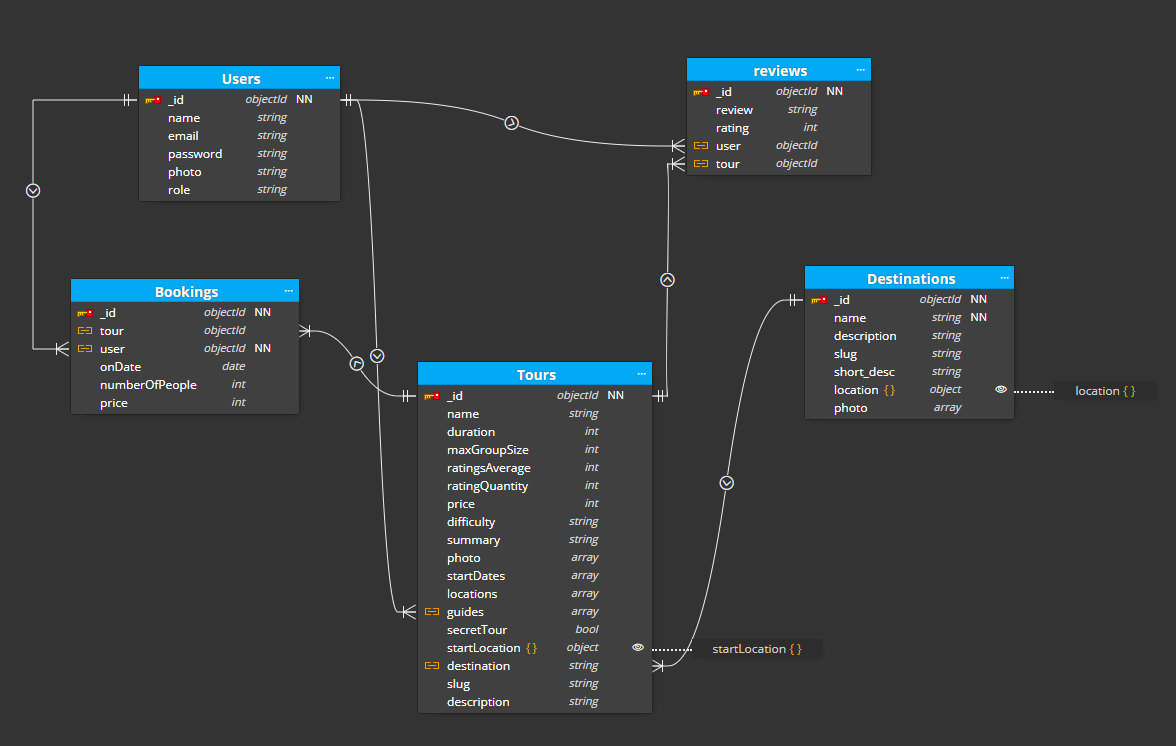 Users ...
_id objectId NN
name string
email string
password string
photo string
role string
reviews ...
_id objectId NN
review string
rating int
user objectId
tour objectId
Bookings ...
_id objectId NN
tour objectId
user objectId NN
onDate date
numberOfPeople int
price int
Tours ...
_id objectId NN
name string
duration int
maxGroupSize int
ratingsAverage int
ratingQuantity int
price int
difficulty string
summary string
photo array
startDates array
locations array
guides array
secretTour bool
startLocation {} object
destination string
slug string
description string
startLocation {}
Destinations ...
_id objectId NN
name string NN
description string
slug string
short_desc string
location {} object
photo array
location {}